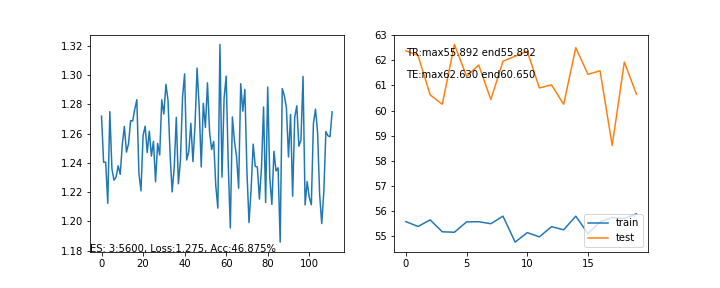 1.32
1.30
1.28
1.26
1.24
1.22
1.20
1.18
ES: 3:5600, Loss:1.275, Acc:46.875%
0 20 40 60 80 100
63
62
61
60
59
58
57
56
55
TR:max55.892 end55.892
TE:max62.630 end60.650
train
test
0 5 10 15